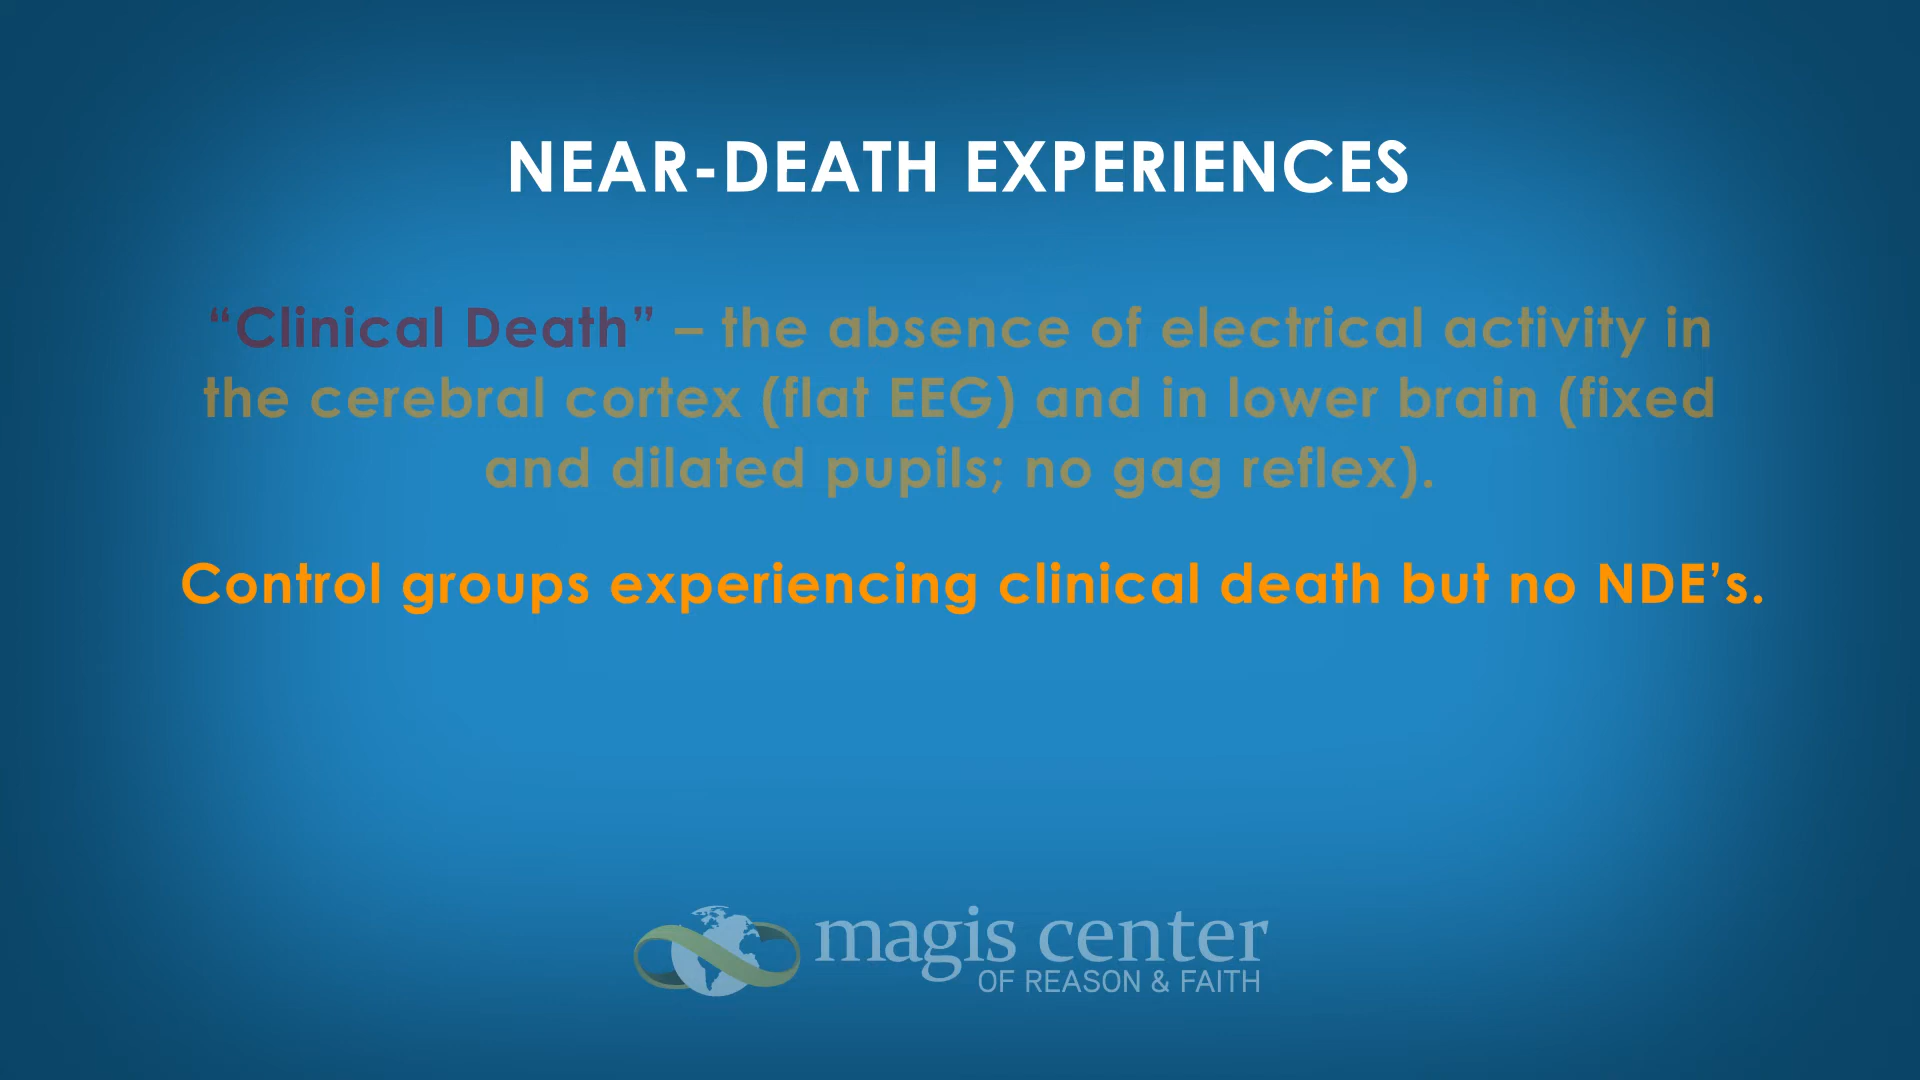 NEAR-DEATH EXPERIENCES
“Clinical Death” – the absence of electrical activity in
the cerebral cortex (flat EEG) and in lower brain (fixed
and dilated pupils; no gag reflex).
Control groups experiencing clinical death but no NDE’s.
magis center
OF REASON & FAITH